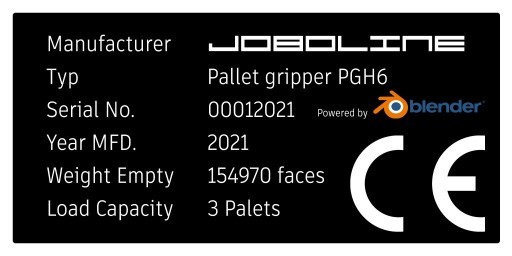 Manufacturer JOBOLINE
Typ Pallet gripper PGH6
Serial No. 00012021 Powered by blender
Year MFD. 2021
Weight Empty 154970 faces
Load Capacity 3 Palets
CE